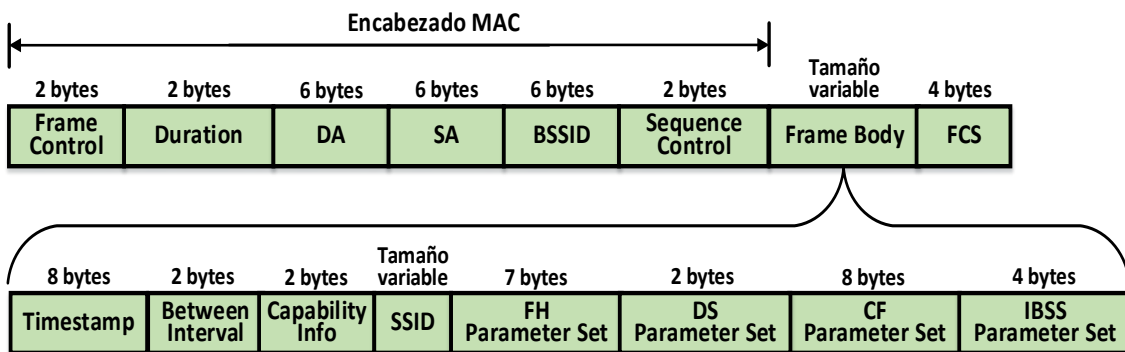 Encabezado MAC
Tamaño
variable
2 bytes 2 bytes 6 bytes 6 bytes 6 bytes 2 bytes 4 bytes
Frame
Control
Duration
DA
SA
BSSID
Sequence
Control
Frame Body
FCS
Tamaño
variable
8 bytes 2 bytes 2 bytes 7 bytes 2 bytes 8 bytes 4 bytes
Timestamp
Between
Interval
Capability
Info
SSID
FH
Parameter Set
DS
Parameter Set
CF
Parameter Set
IBSS
Parameter Set